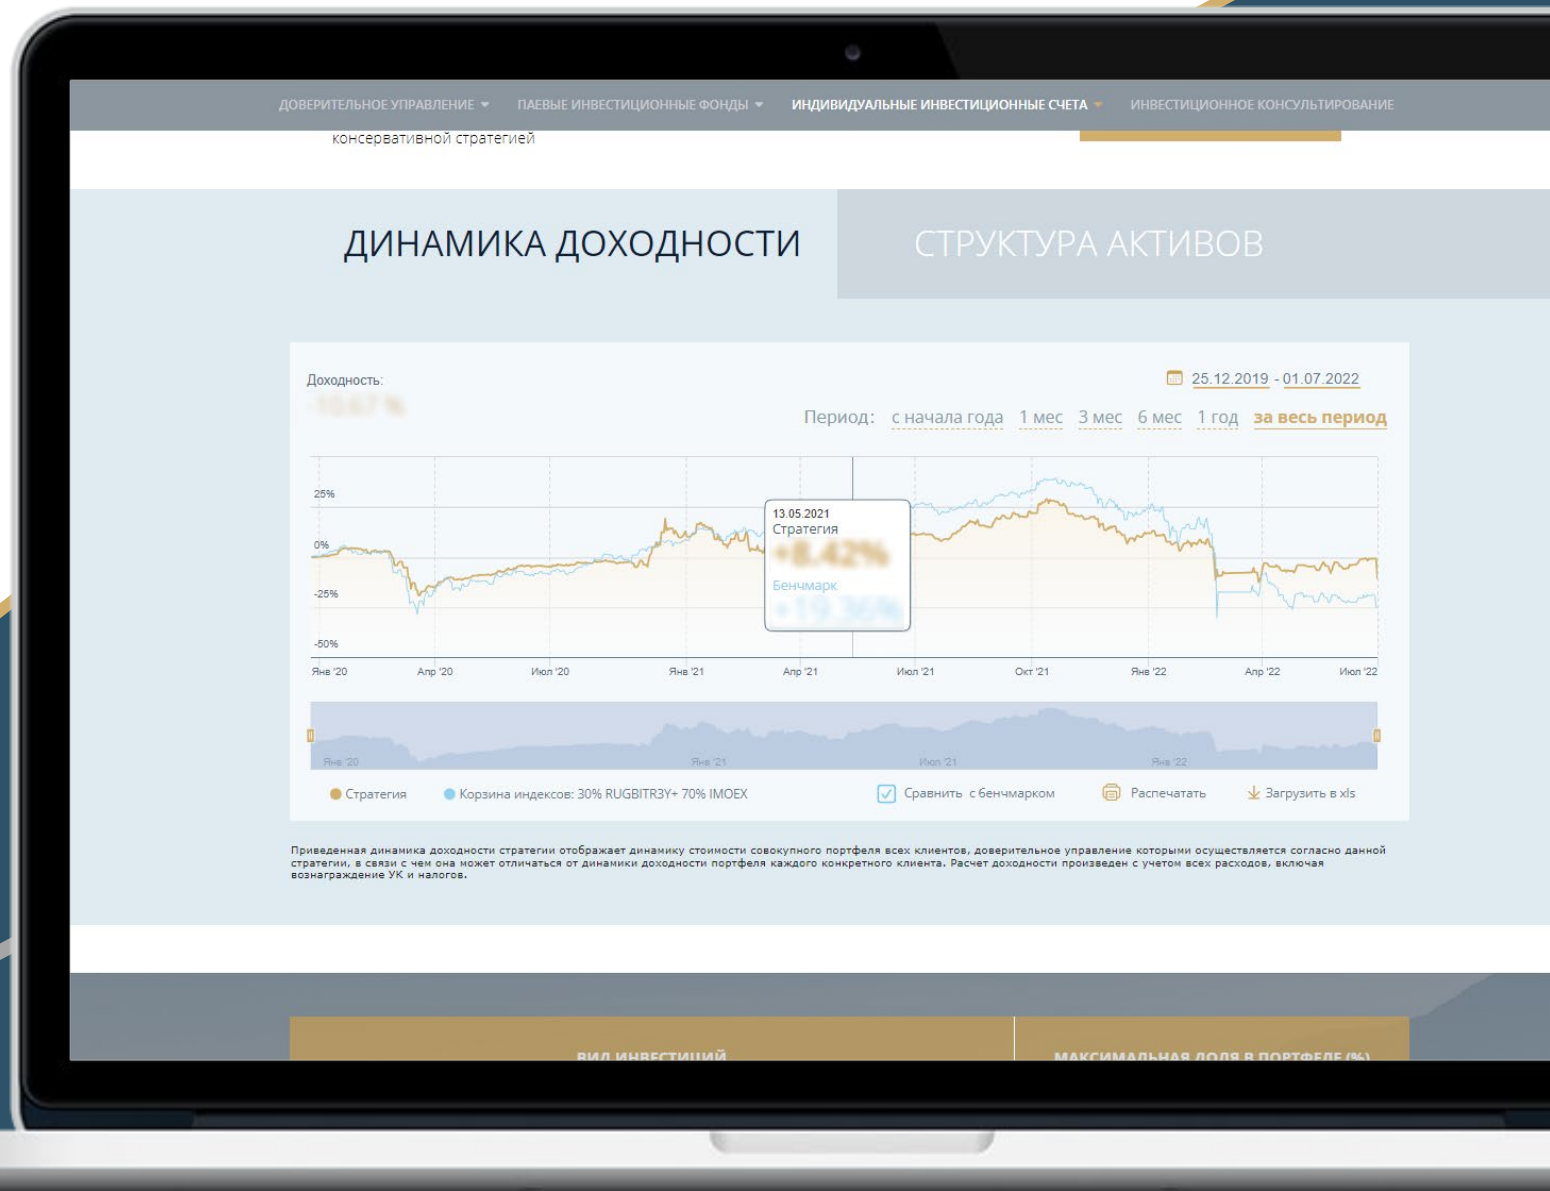 ДОВЕРИТЕЛЬНОЕ УПРАВЛЕНИЕ ПАЕВЫЕ ИНВЕСТИЦИОННЫЕ ФОНДЫ ИНДИВИДУАЛЬНЫЕ ИНВЕСТИЦИОННЫЕ СЧЕТА ИНВЕСТИЦИОННОЕ КОНСУЛЬТИРОВАНИЕ
консервативной стратегией
ДИНАМИКА ДОХОДНОСТИ СТРУКТУРА АКТИВОВ
Доходность:
25.12.2019 - 01.07.2022
-10.67 %
Период: с начала года 1 мес 3 мес 6 мес 1 год за весь период
25%
0%
-25%
-50%
13.05.2021
Стратегия
+8.42%
Бенчмарк
+19.36%
Янв '20 Апр '20 Июл '20 Янв '21 Апр '21 Июл '21 Окт '21 Янв '22 Апр '22 Июл '22
Янв '20 Янв '21 Июл '21 Янв '22
Стратегия Корзина индексов: 30% RUGBITR3Y+ 70% IMOEX Сравнить с бенчмарком Распечатать Загрузить в xls
Приведенная динамика доходности стратегии отображает динамику стоимости совокупного портфеля всех клиентов, доверительное управление которыми осуществляется согласно данной
стратегии, в связи с чем она может отличаться от динамики доходности портфеля каждого конкретного клиента. Расчет доходности произведен с учетом всех расходов, включая
вознаграждение УК и налогов.
ВИД ИНВЕСТИЦИЙ МАКСИМАЛЬНАЯ ДОЛЯ В ПОРТФЕЛЕ (%)